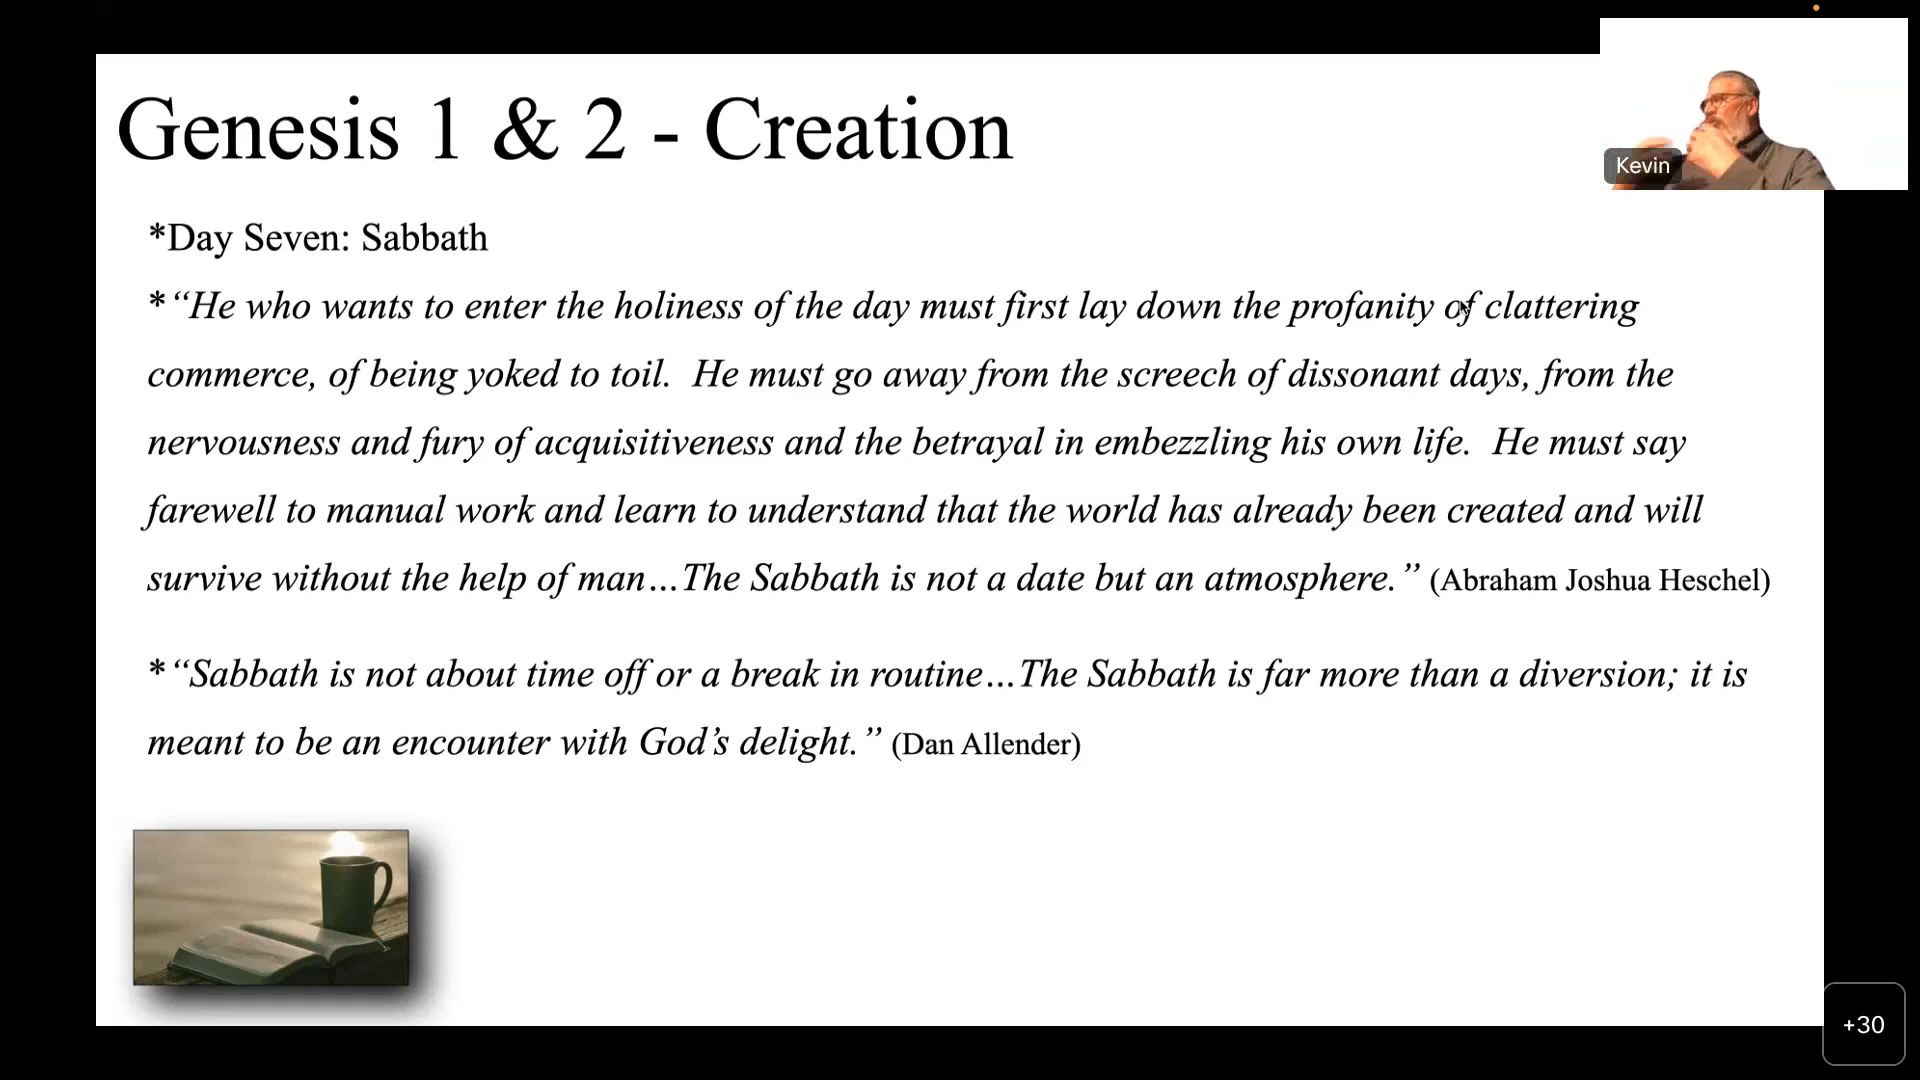 Genesis 1 & 2 - Creation
Kevin
*Day Seven: Sabbath
*“He who wants to enter the holiness of the day must first lay down the profanity of clattering
commerce, of being yoked to toil.  He must go away from the screech of dissonant days, from the
nervousness and fury of acquisitiveness and the betrayal in embezzling his own life.  He must say
farewell to manual work and learn to understand that the world has already been created and will
survive without the help of man…The Sabbath is not a date but an atmosphere.” (Abraham Joshua Heschel)
*“Sabbath is not about time off or a break in routine…The Sabbath is far more than a diversion; it is
meant to be an encounter with God’s delight.” (Dan Allender)
+30